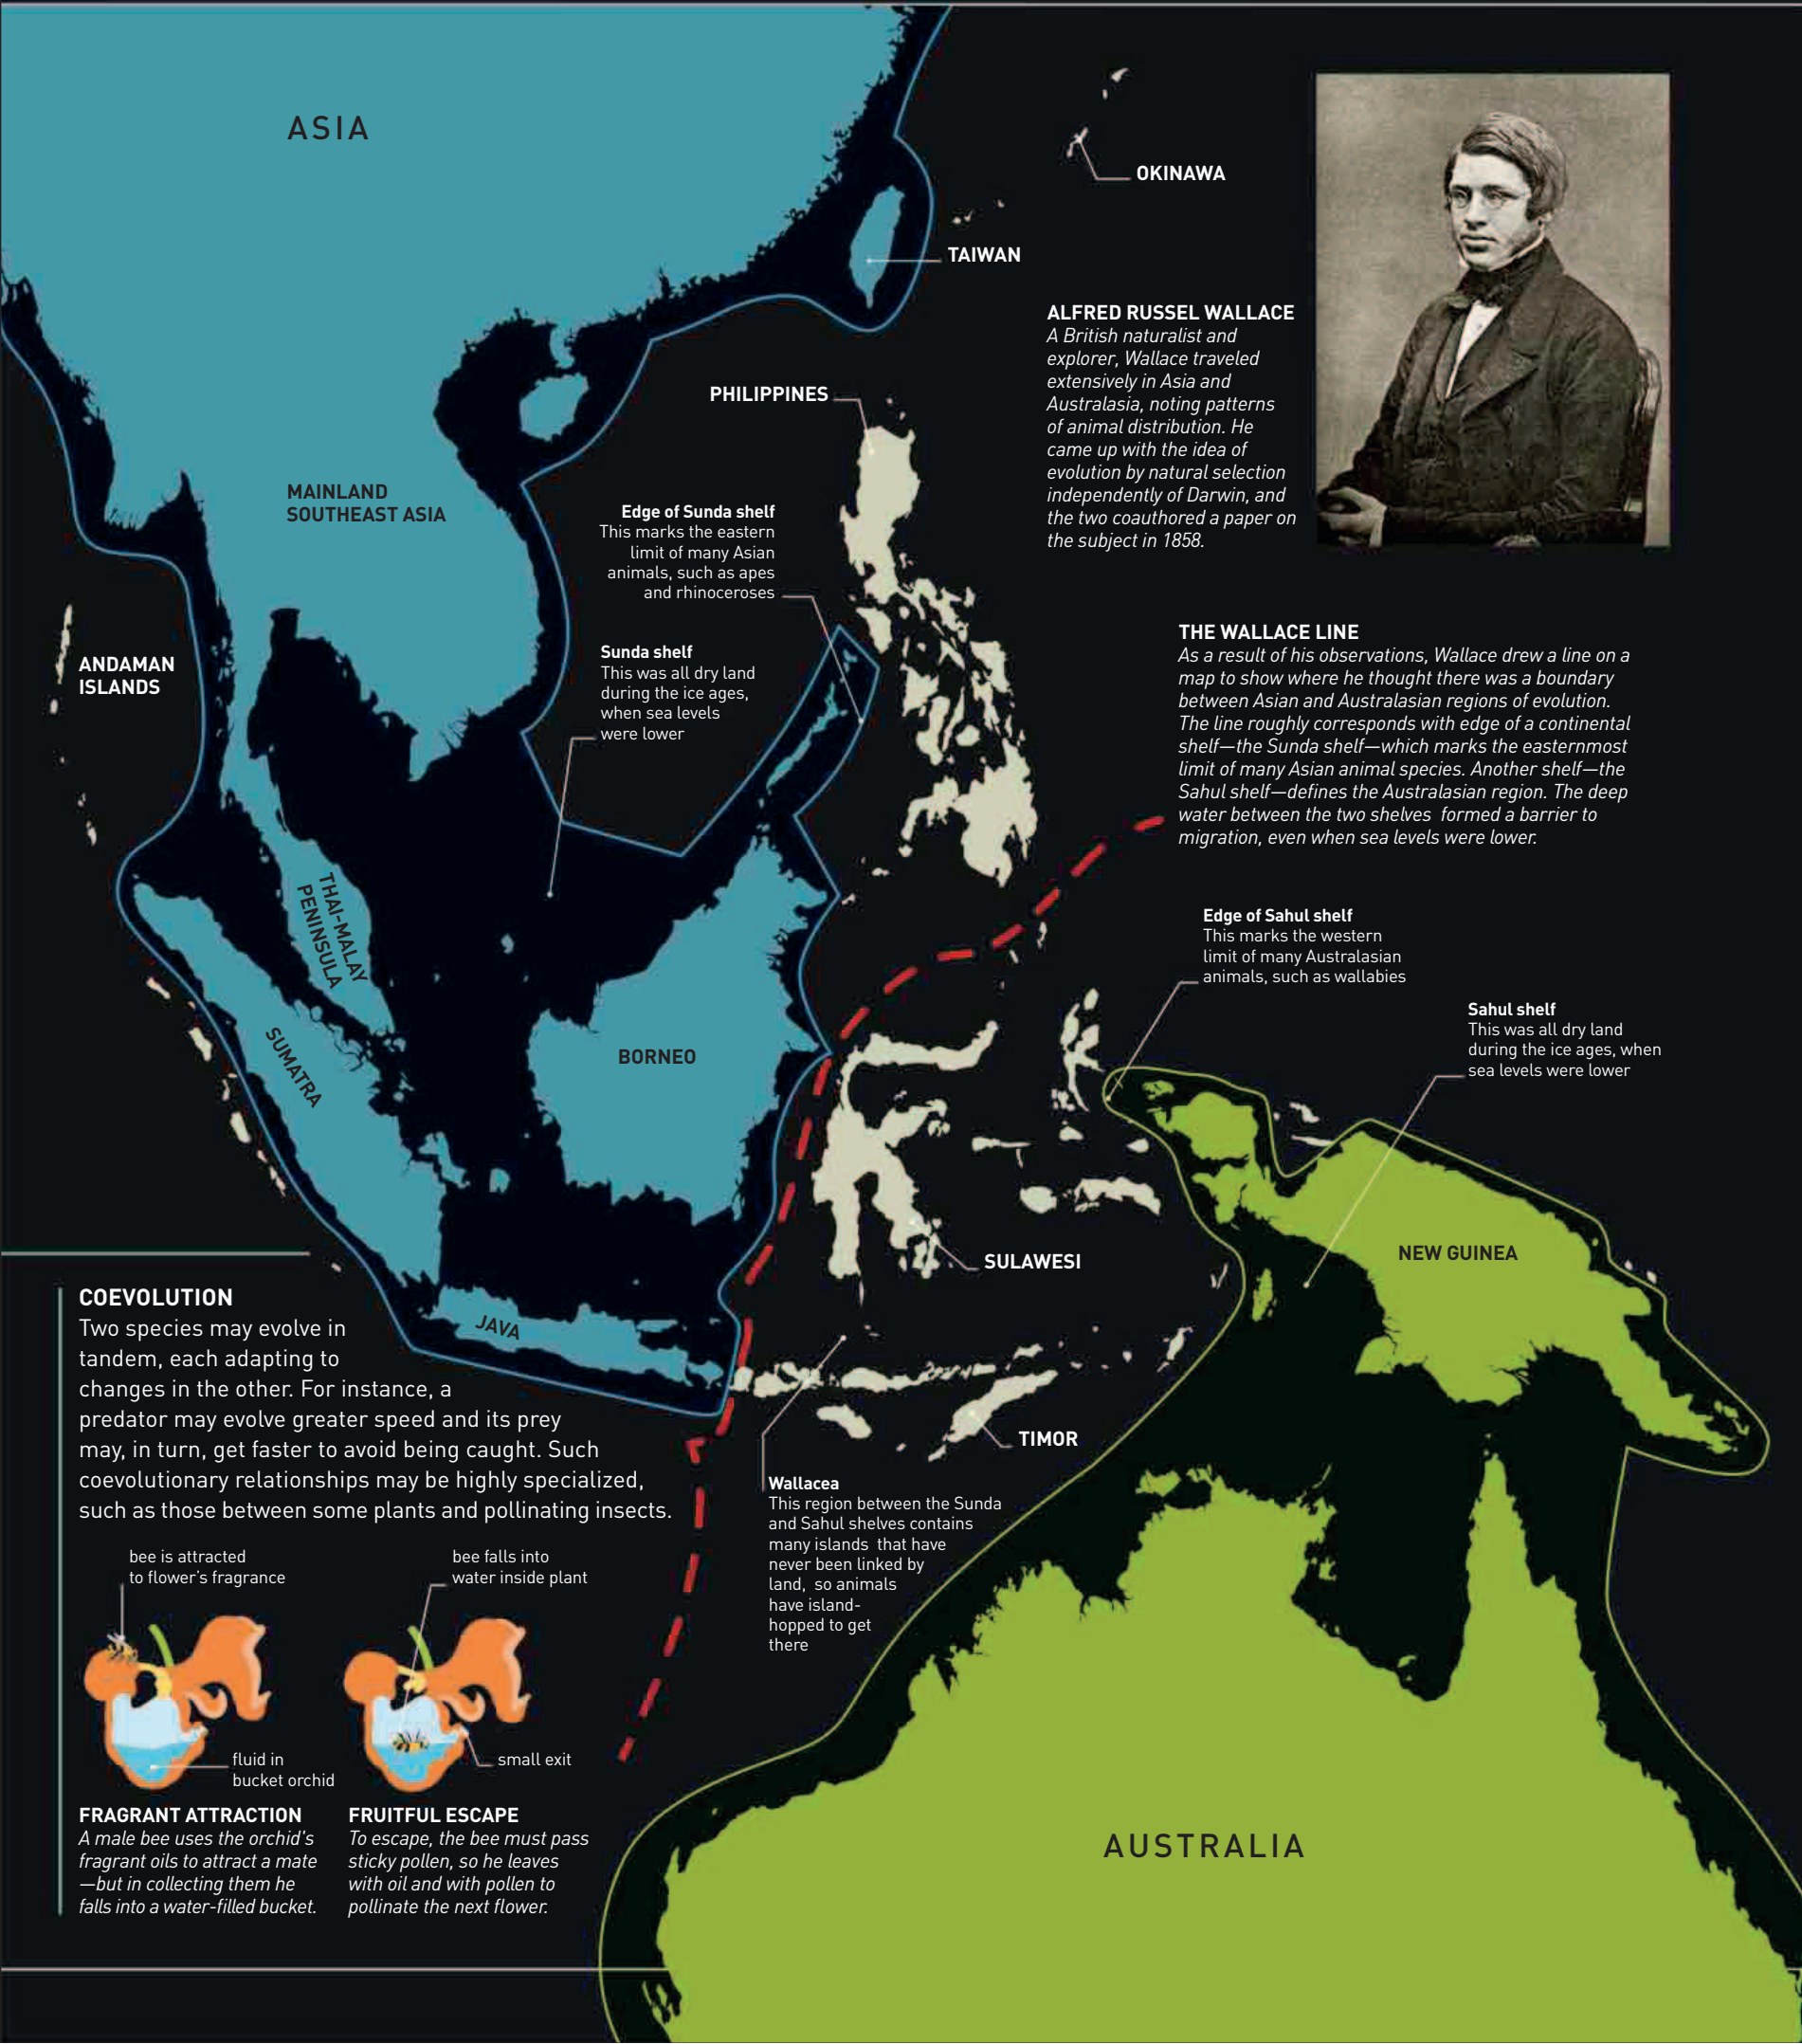 ASIA
OKINAWA
TAIWAN
ALFRED RUSSEL WALLACE
A British naturalist and
explorer, Wallace traveled
extensively in Asia and
Australasia, noting patterns
of animal distribution. He
came up with the idea of
evolution by natural selection
independently of Darwin, and
the two coauthored a paper on
the subject in 1858.
PHILIPPINES
MAINLAND
SOUTHEAST ASIA
Edge of Sunda shelf
This marks the eastern
limit of many Asian
animals, such as apes
and rhinoceroses
Sunda shelf
This was all dry land
during the ice ages,
when sea levels
were lower
ANDAMAN
ISLANDS
THE WALLACE LINE
As a result of his observations, Wallace drew a line on a
map to show where he thought there was a boundary
between Asian and Australasian regions of evolution.
The line roughly corresponds with edge of a continental
shelf—the Sunda shelf—which marks the easternmost
limit of many Asian animal species. Another shelf—the
Sahul shelf—defines the Australasian region. The deep
water between the two shelves formed a barrier to
migration, even when sea levels were lower.
THAI-MALAY
PENINSULA
SUMATRA
BORNEO
Edge of Sahul shelf
This marks the western
limit of many Australasian
animals, such as wallabies
Sahul shelf
This was all dry land
during the ice ages, when
sea levels were lower
SULAWESI
NEW GUINEA
JAVA
TIMOR
Wallacea
This region between the Sunda
and Sahul shelves contains
many islands that have
never been linked by
land, so animals
have island-
hopped to get
there
COEVOLUTION
Two species may evolve in
tandem, each adapting to
changes in the other. For instance, a
predator may evolve greater speed and its prey
may, in turn, get faster to avoid being caught. Such
coevolutionary relationships may be highly specialized,
such as those between some plants and pollinating insects.
bee is attracted
to flower's fragrance
bee falls into
water inside plant
fluid in
bucket orchid
small exit
FRAGRANT ATTRACTION
A male bee uses the orchid's
fragrant oils to attract a mate
—but in collecting them he
falls into a water-filled bucket.
FRUITFUL ESCAPE
To escape, the bee must pass
sticky pollen, so he leaves
with oil and with pollen to
pollinate the next flower.
AUSTRALIA